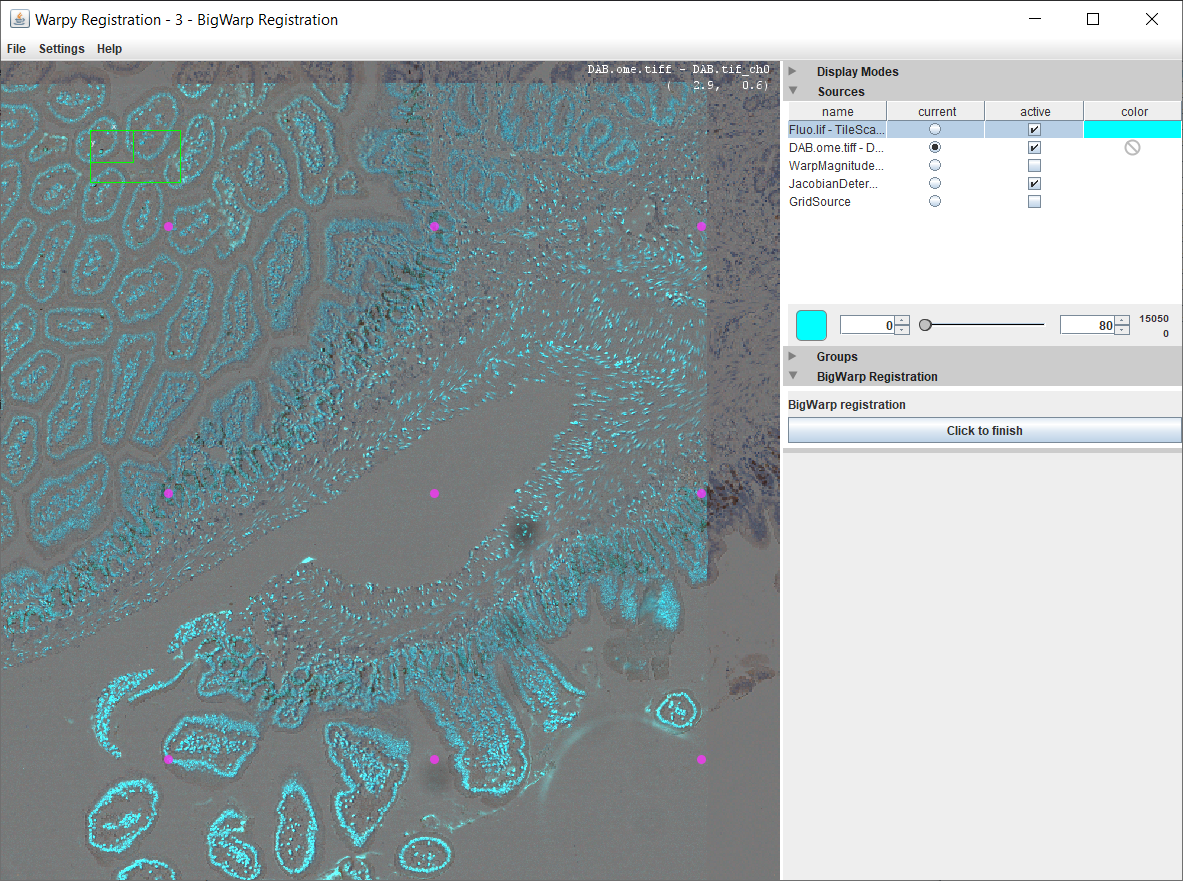 Warpy Registration - 3 - BigWarp Registration
File Settings Help
DAB.ome.tiff - DAB.tif_ch0
( 2.9, 0.6)
Display Modes
Sources
name current active color
Fluo.lif - TileSca...
DAB.ome.tiff - D...
WarpMagnitude...
JacobianDeter...
GridSource
0 80 15050
0
Groups
BigWarp Registration
BigWarp registration
Click to finish